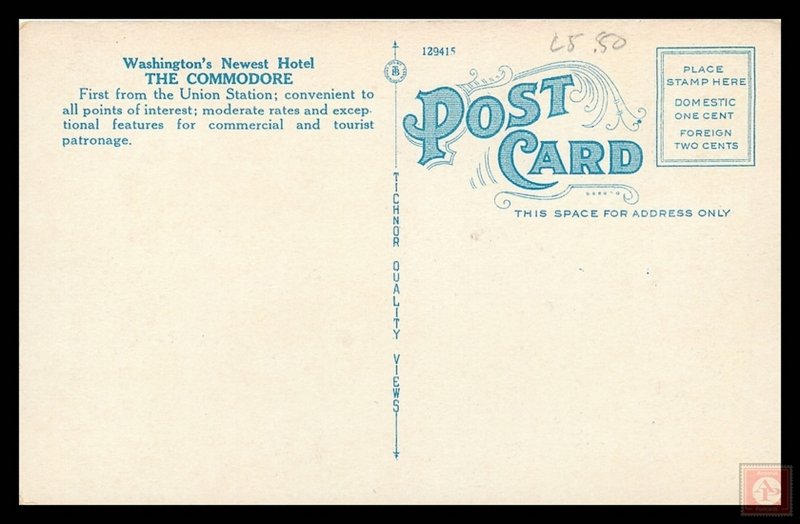 Washington's Newest Hotel
THE COMMODORE
First from the Union Station; convenient to
all points of interest; moderate rates and excep-
tional features for commercial and tourist
patronage.
129415
TICHNOR QUALITY VIEWS
POST
CARD
THIS SPACE FOR ADDRESS ONLY
PLACE
STAMP HERE
DOMESTIC
ONE CENT
FOREIGN
TWO CENTS